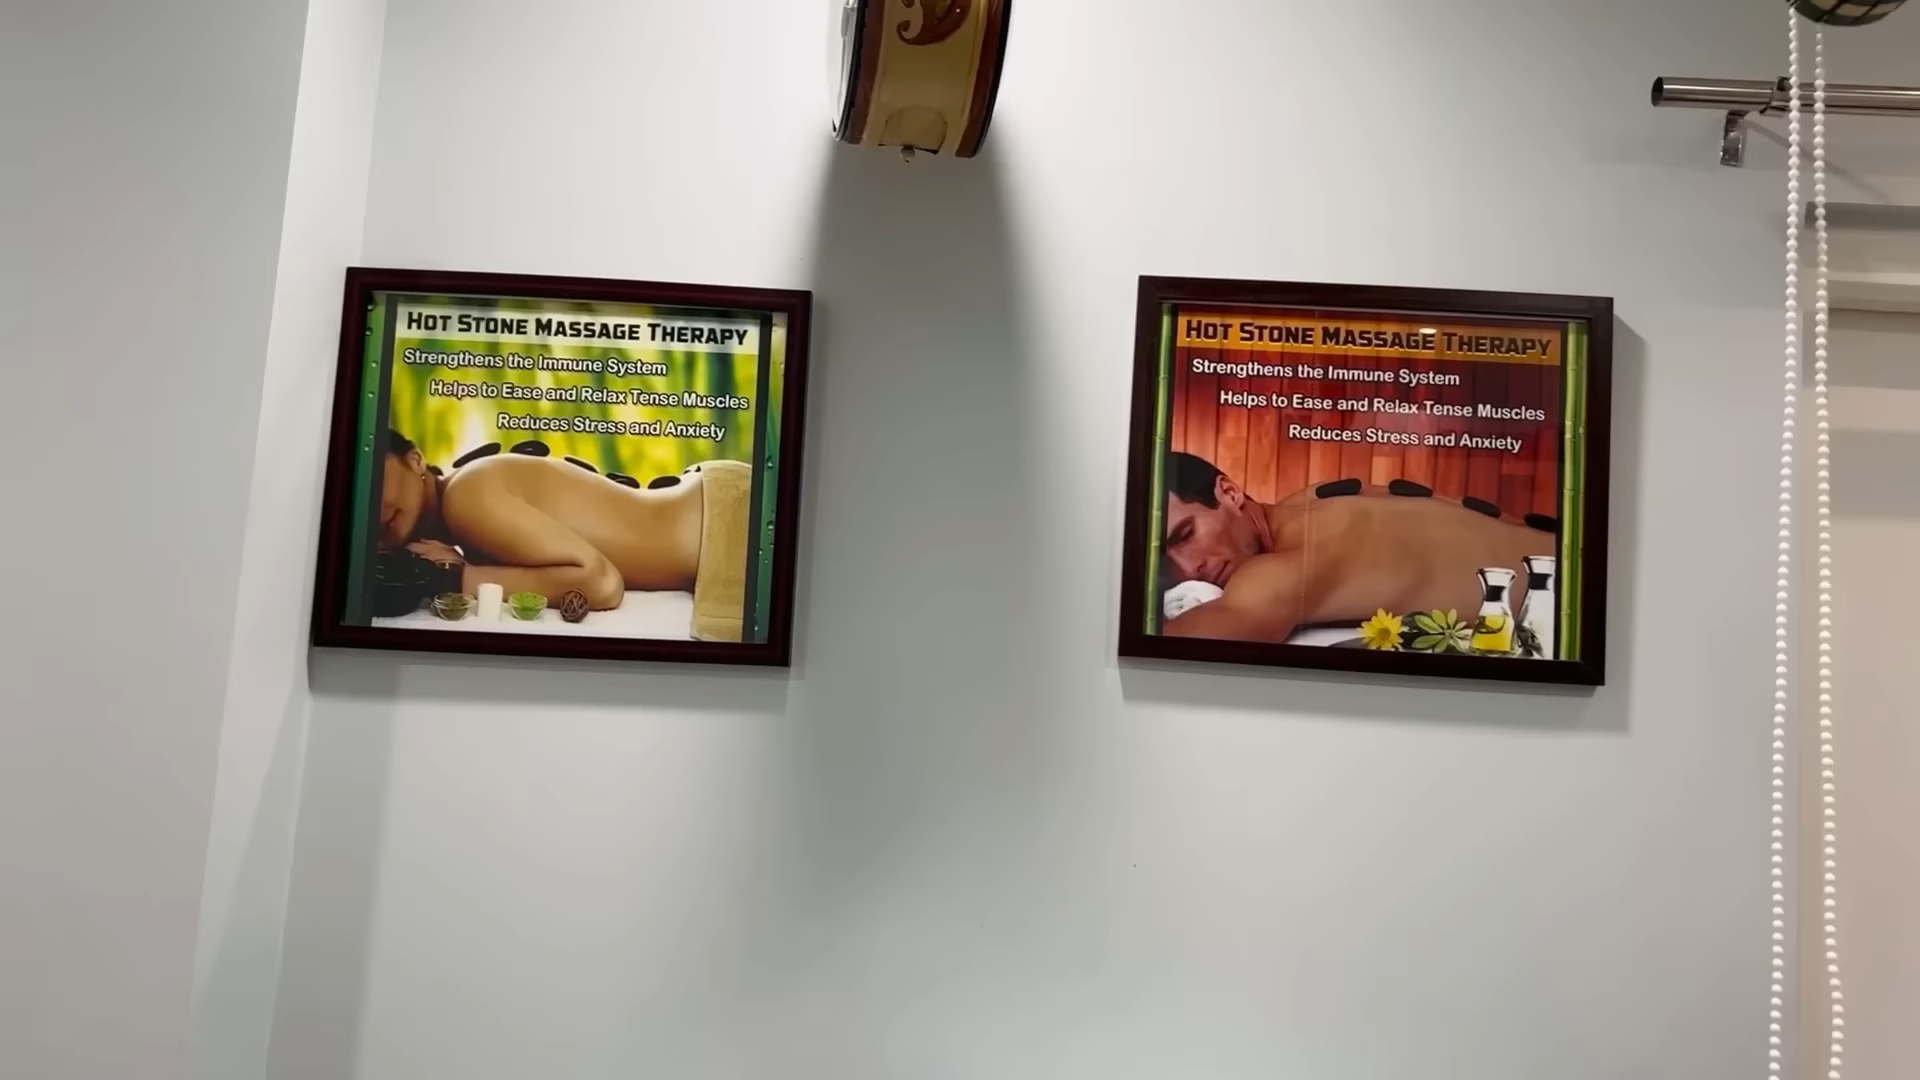 HOT STONE MASSAGE THERAPY
Strengthens the Immune System
Helps to Ease and Relax Tense Muscles
Reduces Stress and Anxiety
HOT STONE MASSAGE THERAPY
Strengthens the Immune System
Helps to Ease and Relax Tense Muscles
Reduces Stress and Anxiety